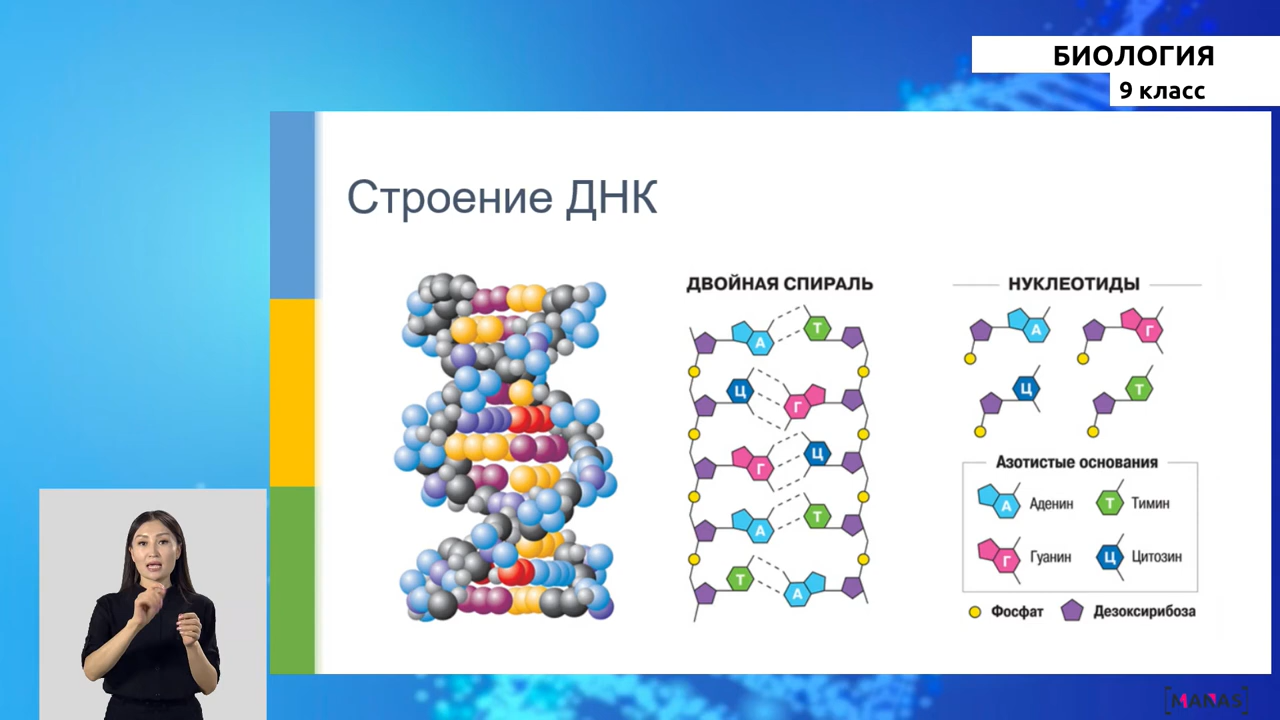 БИОЛОГИЯ
9 класс
Строение ДНК
ДВОЙНАЯ СПИРАЛЬ
НУКЛЕОТИДЫ
А Т
Ц Г
Г Ц
А Т
Т А
А Г
Ц Т
Азотистые основания
А Аденин Т Тимин
Г Гуанин Ц Цитозин
Фосфат Дезоксирибоза
MANAS